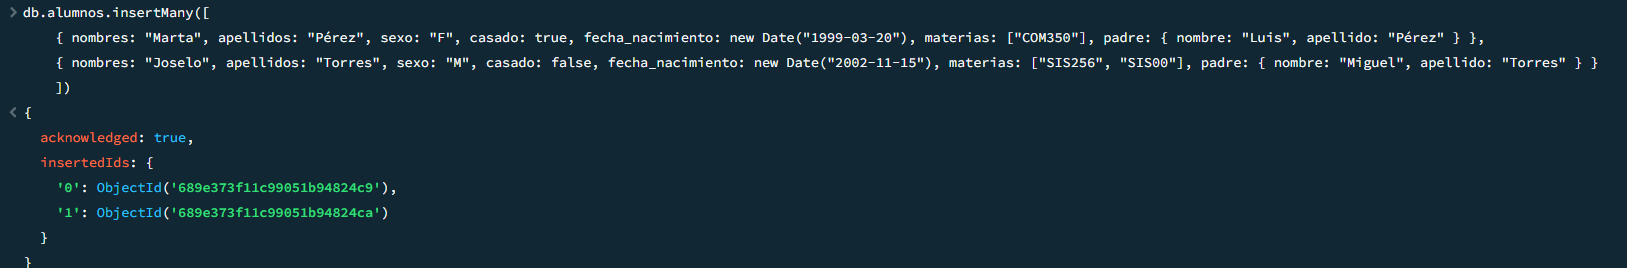 > db.alumnos.insertMany([
{ nombres: "Marta", apellidos: "Pérez", sexo: "F", casado: true, fecha_nacimiento: new Date("1999-03-20"), materias: ["COM350"], padre: { nombre: "Luis", apellido: "Pérez" } },
{ nombres: "Joselo", apellidos: "Torres", sexo: "M", casado: false, fecha_nacimiento: new Date("2002-11-15"), materias: ["SIS256", "SIS00"], padre: { nombre: "Miguel", apellido: "Torres" } }
])
< {
acknowledged: true,
insertedIds: {
'0': ObjectId('689e373f11c99051b94824c9'),
'1': ObjectId('689e373f11c99051b94824ca')
}
}